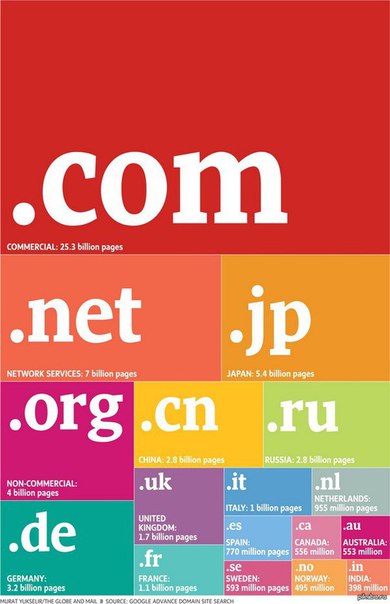 .com
COMMERCIAL: 25.3 billion pages
.net
NETWORK SERVICES: 7 billion pages
.jp
JAPAN: 5.4 billion pages
.org
NON-COMMERCIAL:
4 billion pages
.cn
CHINA: 2.8 billion pages
.ru
RUSSIA: 2.8 billion pages
.de
GERMANY:
3.2 billion pages
.uk
UNITED
KINGDOM:
1.7 billion pages
.it
ITALY: 1 billion pages
.nl
NETHERLANDS:
955 million pages
.fr
FRANCE:
1.1 billion pages
.es
SPAIN:
770 million pages
.ca
CANADA:
556 million
.au
AUSTRALIA:
553 million
.se
SWEDEN:
593 million pages
.no
NORWAY:
495 million
.in
INDIA:
398 million
MURAT YUKSELIR/THE GLOBE AND MAIL SOURCE: GOOGLE ADVANCE DOMAIN SITE SEARCH